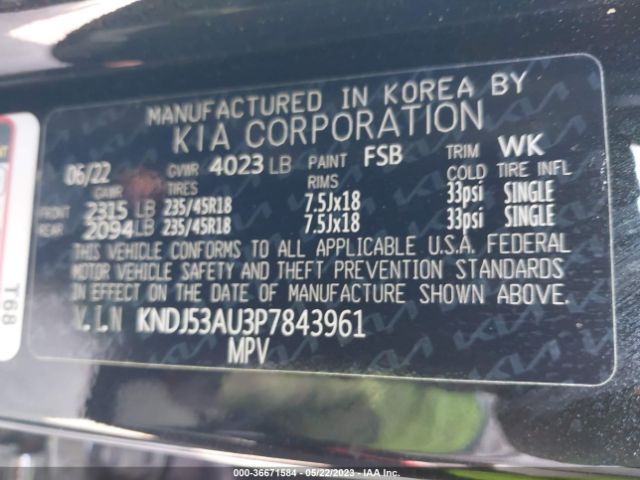 MANUFACTURED IN KOREA BY
KIA CORPORATION
06/22 GVWR 4023 LB PAINT FSB TRIM WK
GAWR TIRES RIMS COLD TIRE INFL
FRONT 2315 LB 235/45R18 7.5Jx18 33psi SINGLE
REAR 2094 LB 235/45R18 7.5Jx18 33psi SINGLE
THIS VEHICLE CONFORMS TO ALL APPLICABLE U.S.A. FEDERAL
MOTOR VEHICLE SAFETY AND THEFT PREVENTION STANDARDS
IN EFFECT ON THE DATE OF MANUFACTURE SHOWN ABOVE.
V.I.N KNDJ53AU3P7843961
MPV
T68
000-36671584 - 05/22/2023 - IAA Inc.